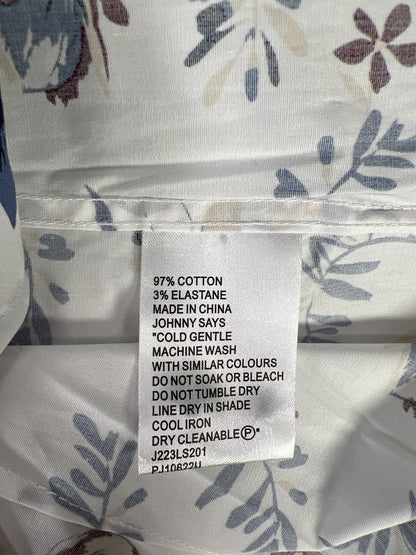 97% COTTON
3% ELASTANE
MADE IN CHINA
JOHNNY SAYS
"COLD GENTLE
MACHINE WASH
WITH SIMILAR COLOURS
DO NOT SOAK OR BLEACH
DO NOT TUMBLE DRY
LINE DRY IN SHADE
COOL IRON
DRY CLEANABLE Ⓟ"
J223LS201
PJ10622U